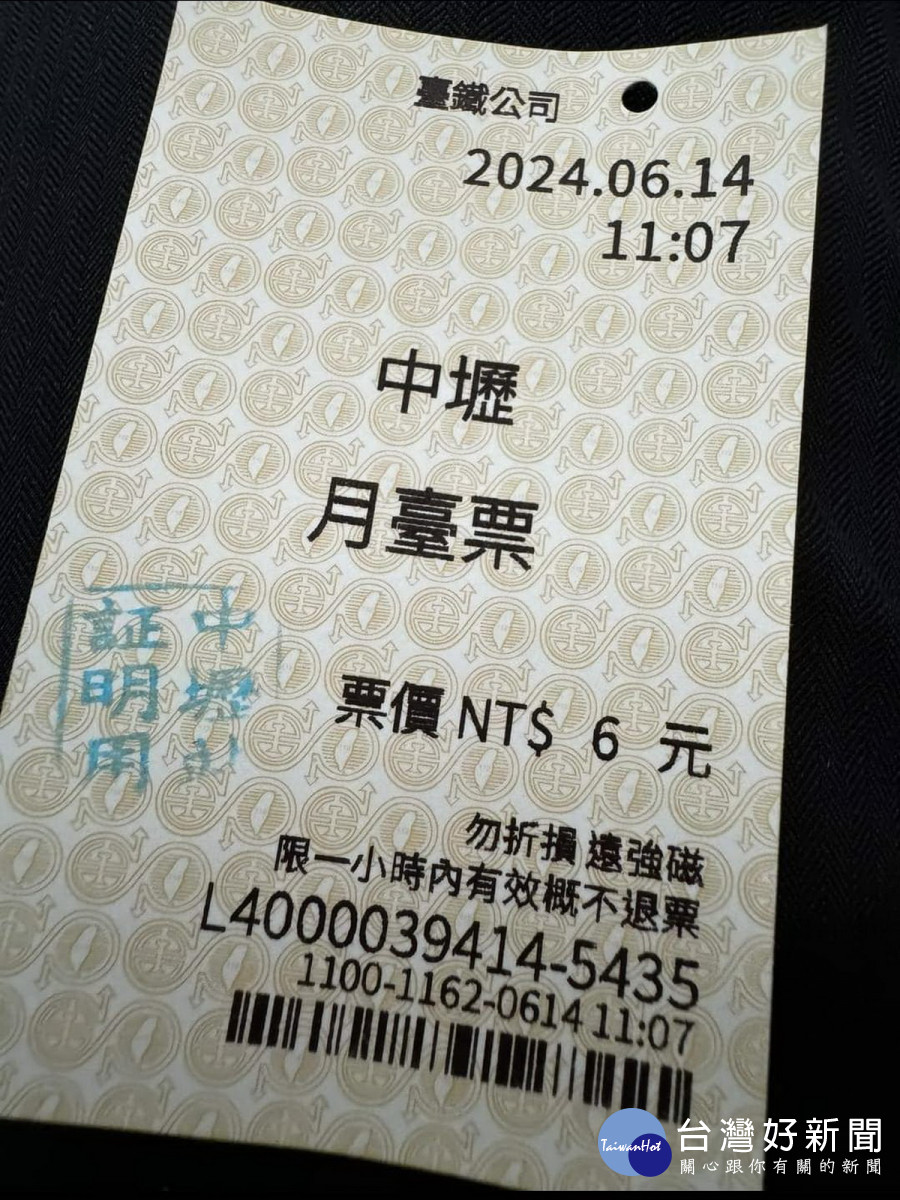 臺鐵公司
2024.06.14
11:07
中壢
月臺票
中壢
証明用
票價 NT$ 6 元
勿折損 遠強磁
限一小時內有效概不退票
L4000039414-5435
1100-1162-0614 11:07
TaiwanHot
台灣好新聞
關心跟你有關的新聞